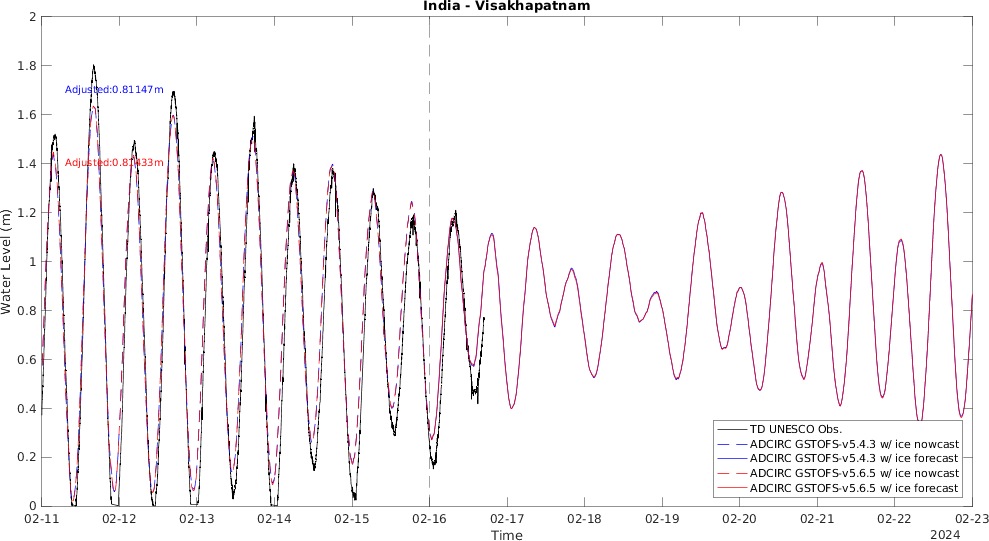 India - Visakhapatnam
2
1.8
1.6
1.4
1.2
1
0.8
0.6
0.4
0.2
0
Water Level (m)
Adjusted:0.81147m
Adjusted:0.81433m
TD UNESCO Obs.
ADCIRC GSTOFS-v5.4.3 w/ ice nowcast
ADCIRC GSTOFS-v5.4.3 w/ ice forecast
ADCIRC GSTOFS-v5.6.5 w/ ice nowcast
ADCIRC GSTOFS-v5.6.5 w/ ice forecast
02-11 02-12 02-13 02-14 02-15 02-16 02-17 02-18 02-19 02-20 02-21 02-22 02-23
Time 2024